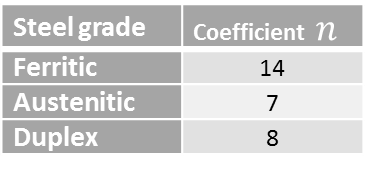 Steel grade Coefficient n
Ferritic 14
Austenitic 7
Duplex 8